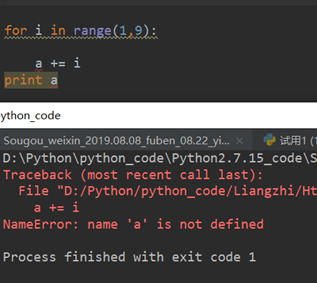 for i in range(1,9):
a += i
print a
ython_code
Sougou_weixin_2019.08.08_fuben_08.22_yi... × 试用1 (1
D:\Python\python_code\Python2.7.15_code\S
Traceback (most recent call last):
File "D:/Python/python_code/Liangzhi/Ht
a += i
NameError: name 'a' is not defined
Process finished with exit code 1